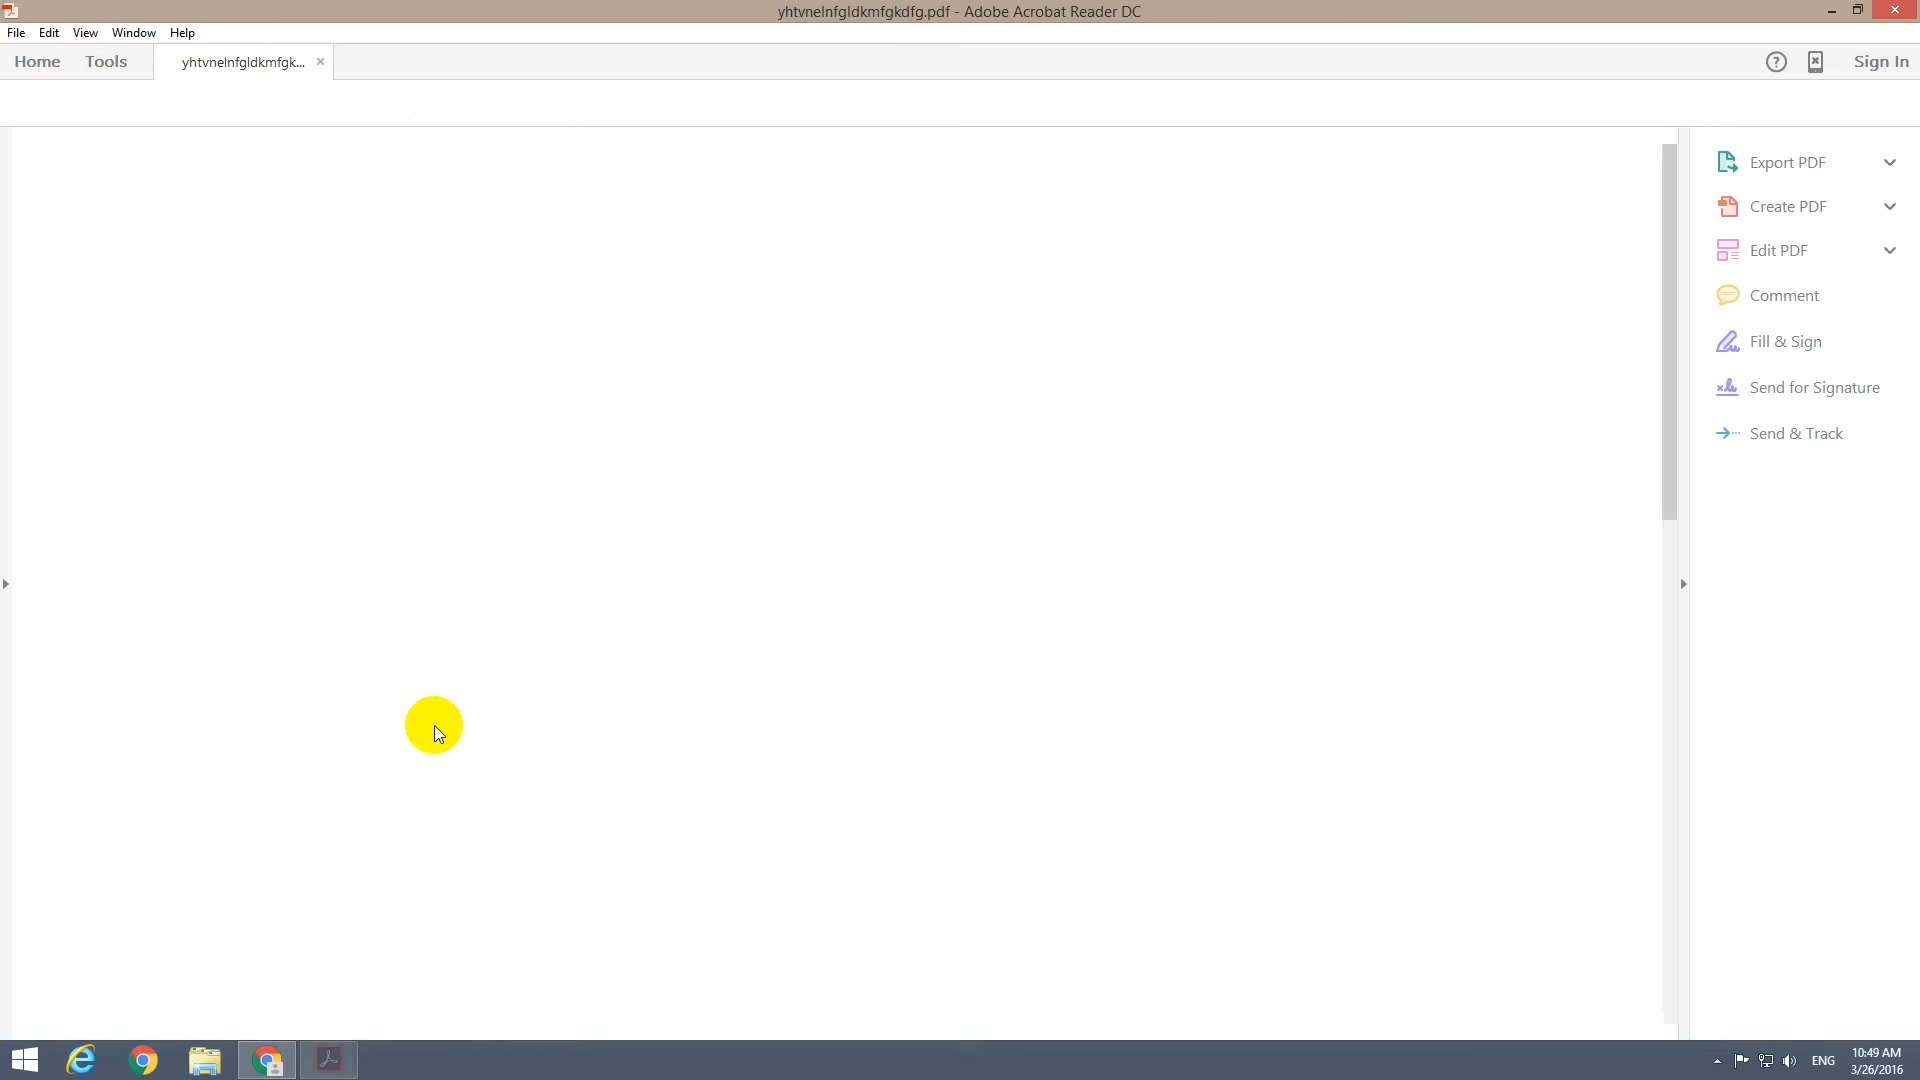 yhtvnelnfgldkmfgkdfg.pdf - Adobe Acrobat Reader DC
File Edit View Window Help
Home Tools yhtvnelnfgldkmfgk... Sign In
Export PDF
Create PDF
Edit PDF
Comment
Fill & Sign
Send for Signature
Send & Track
ENG
10:49 AM
3/26/2016